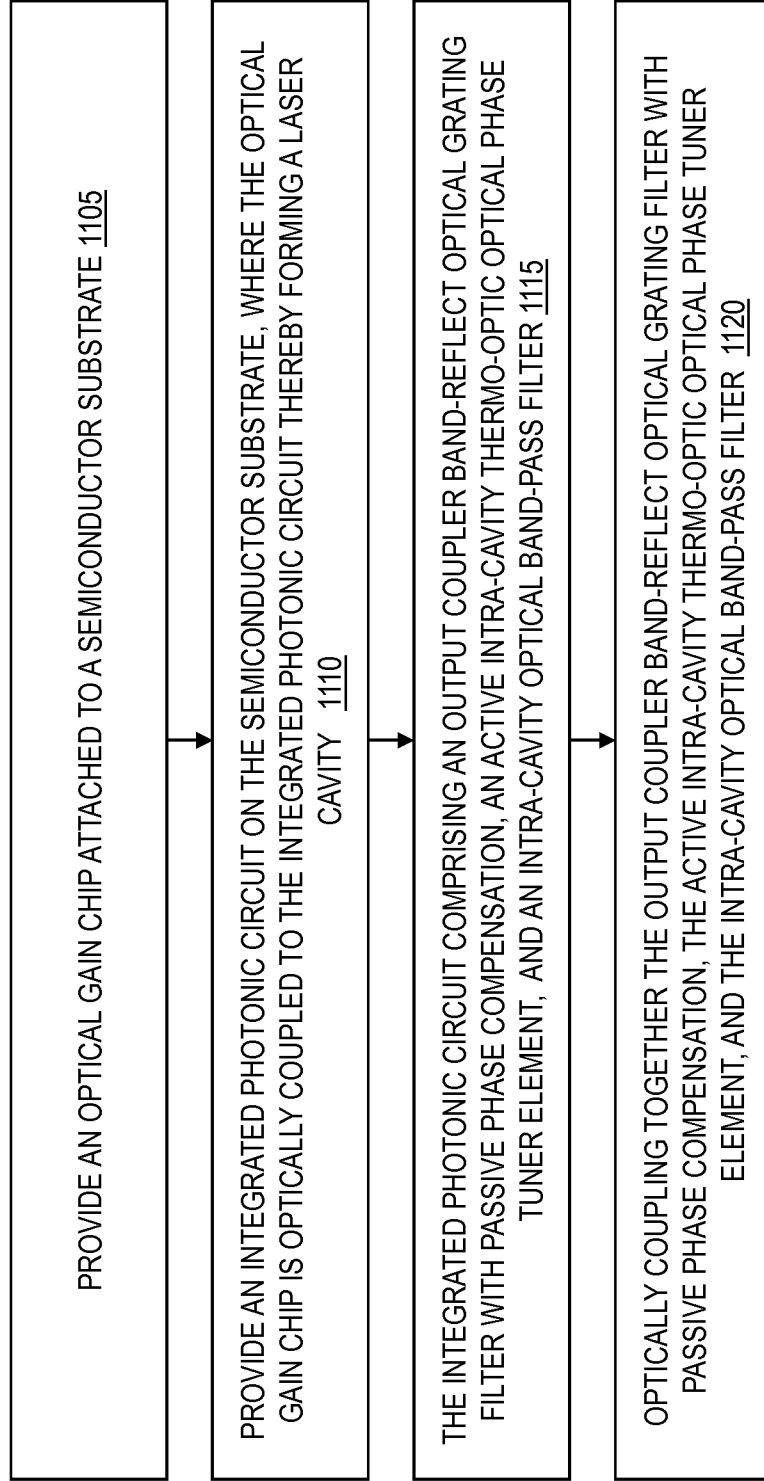 PROVIDE AN OPTICAL GAIN CHIP ATTACHED TO A SEMICONDUCTOR SUBSTRATE 1105
PROVIDE AN INTEGRATED PHOTONIC CIRCUIT ON THE SEMICONDUCTOR SUBSTRATE, WHERE THE OPTICAL
GAIN CHIP IS OPTICALLY COUPLED TO THE INTEGRATED PHOTONIC CIRCUIT THEREBY FORMING A LASER
CAVITY 1110
THE INTEGRATED PHOTONIC CIRCUIT COMPRISING AN OUTPUT COUPLER BAND-REFLECT OPTICAL GRATING
FILTER WITH PASSIVE PHASE COMPENSATION, AN ACTIVE INTRA-CAVITY THERMO-OPTIC OPTICAL PHASE
TUNER ELEMENT, AND AN INTRA-CAVITY OPTICAL BAND-PASS FILTER 1115
OPTICALLY COUPLING TOGETHER THE OUTPUT COUPLER BAND-REFLECT OPTICAL GRATING FILTER WITH
PASSIVE PHASE COMPENSATION, THE ACTIVE INTRA-CAVITY THERMO-OPTIC OPTICAL PHASE TUNER
ELEMENT, AND THE INTRA-CAVITY OPTICAL BAND-PASS FILTER 1120